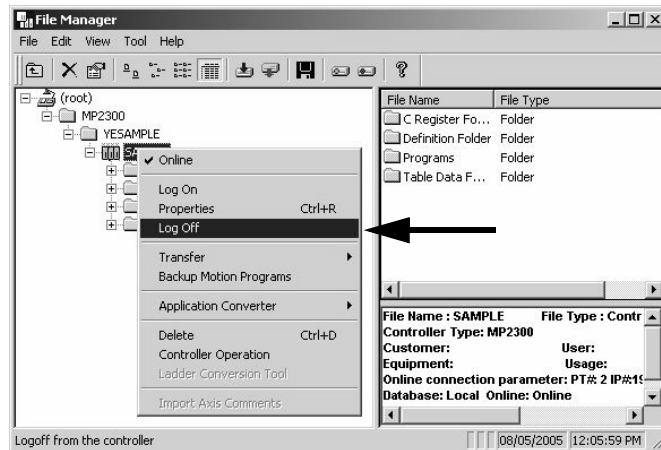 File Manager
File Edit View Tool Help
(root)
MP2300
YESAMPLE
Online
Log On
Properties Ctrl+R
Log Off
Transfer
Backup Motion Programs
Application Converter
Delete Ctrl+D
Controller Operation
Ladder Conversion Tool
Import Axis Comments
File Name File Type
C Register Fo... Folder
Definition Folder Folder
Programs Folder
Table Data F... Folder
File Name : SAMPLE File Type : Contr
Controller Type: MP2300
Customer: User:
Equipment: Usage:
Online connection parameter: PT#: 2 IP#:19
Database: Local Online: Online
Logoff from the controller
08/05/2005 12:05:59 PM